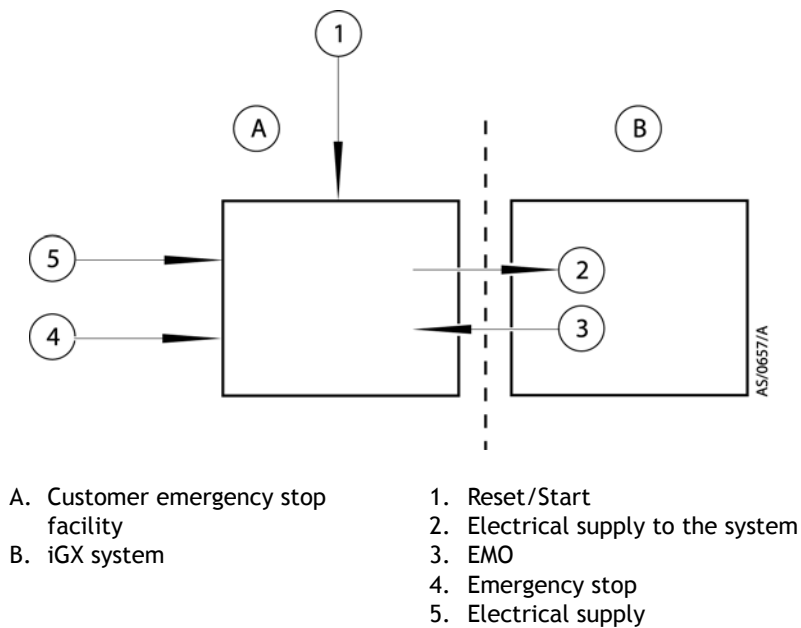 1
A
B
5
2
4
3
AS/0657/A
A. Customer emergency stop
facility
B. iGX system
1. Reset/Start
2. Electrical supply to the system
3. EMO
4. Emergency stop
5. Electrical supply